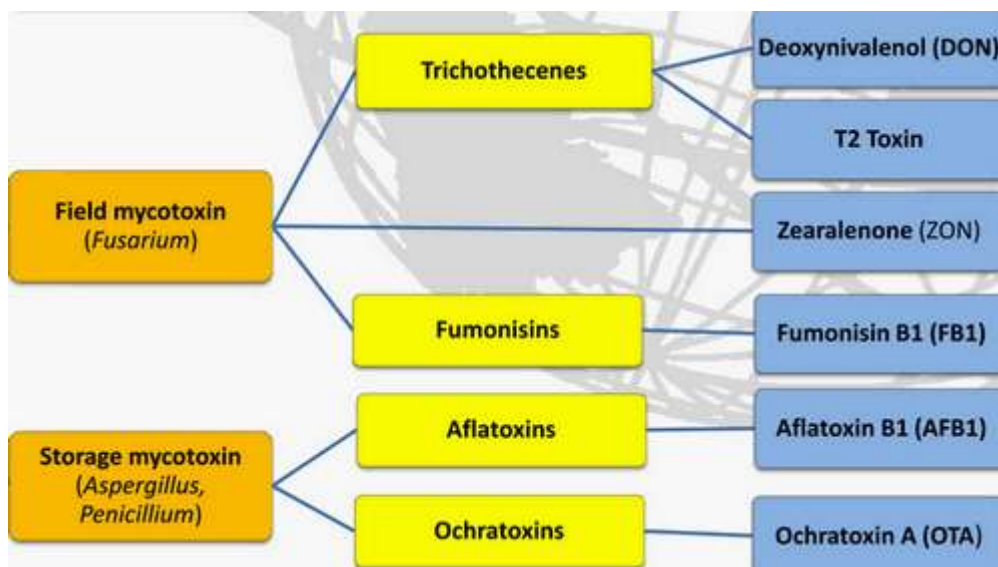 Trichothecenes
Deoxynivalenol (DON)
T2 Toxin
Field mycotoxin
(Fusarium)
Zearalenone (ZON)
Fumonisins
Fumonisin B1 (FB1)
Aflatoxins
Aflatoxin B1 (AFB1)
Storage mycotoxin
(Aspergillus,
Penicillium)
Ochratoxins
Ochratoxin A (OTA)